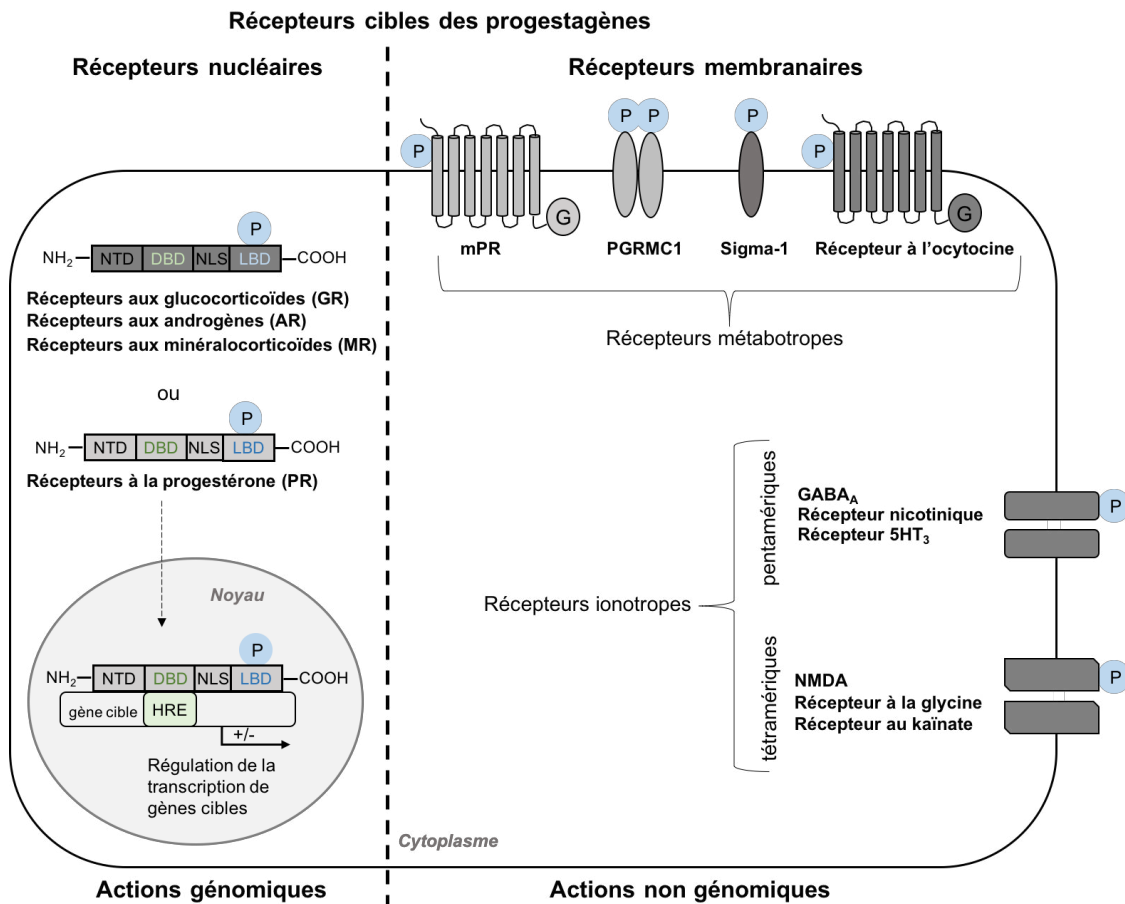 Récepteurs cibles des progestagènes
Récepteurs nucléaires
Récepteurs membranaires
P
P P
P
P
G
G
mPR
PGRMC1
Sigma-1
Récepteur à l'ocytocine
Récepteurs métabotropes
P
NH2 NTD DBD NLS LBD COOH
Récepteurs aux glucocorticoïdes (GR)
Récepteurs aux androgènes (AR)
Récepteurs aux minéralocorticoïdes (MR)
ou
P
NH2 NTD DBD NLS LBD COOH
Récepteurs à la progestérone (PR)
Noyau
P
NH2 NTD DBD NLS LBD COOH
gène cible HRE
+/-
Régulation de la
transcription de
gènes cibles
Récepteurs ionotropes
pentamériques
GABAA
Récepteur nicotinique
Récepteur 5HT3
P
tétramériques
NMDA
Récepteur à la glycine
Récepteur au kaïnate
P
Cytoplasme
Actions génomiques
Actions non génomiques